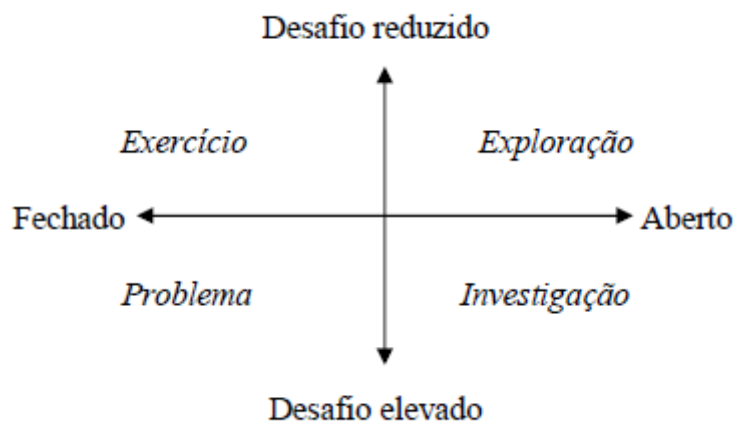 Desafio reduzido
Exercício
Exploração
Fechado
Aberto
Problema
Investigação
Desafio elevado